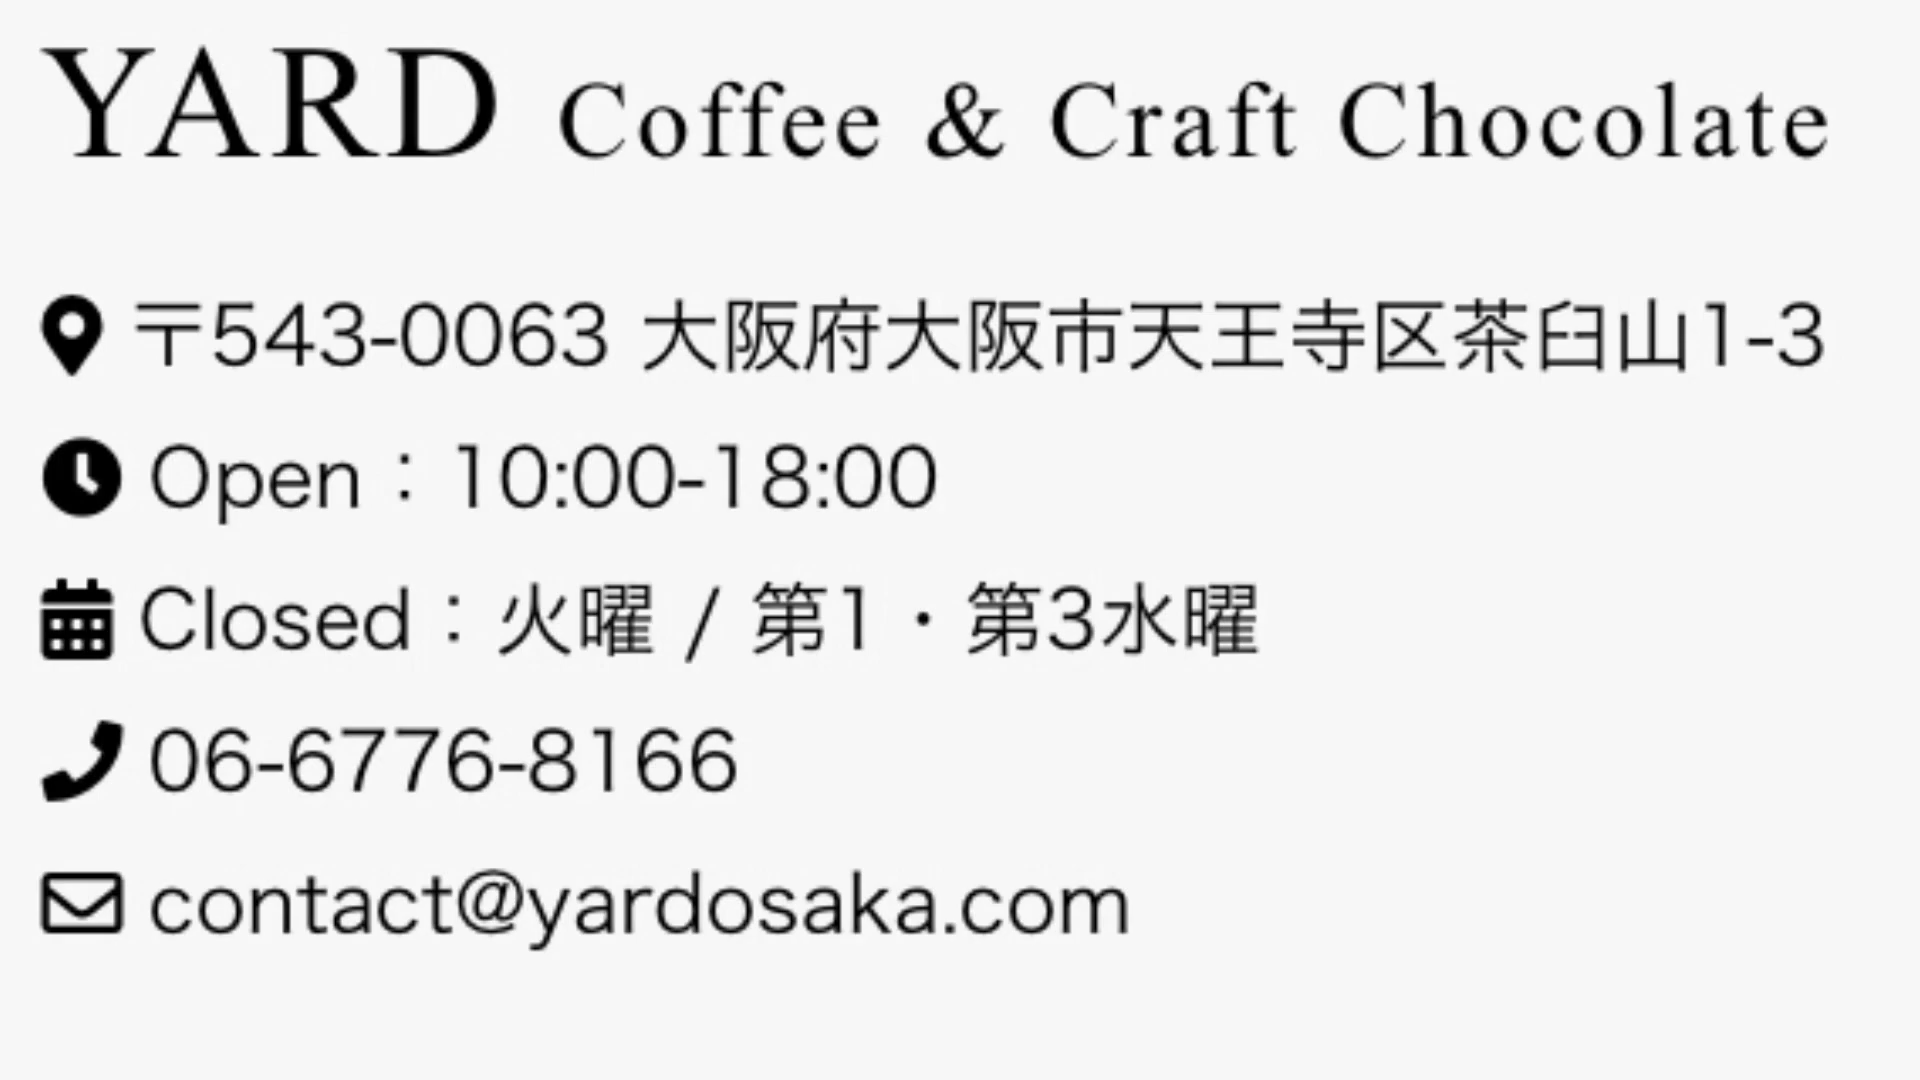 YARD Coffee & Craft Chocolate
〒543-0063 大阪府大阪市天王寺区茶臼山1-3
Open：10:00-18:00
Closed：火曜 / 第1・第3水曜
06-6776-8166
contact@yardosaka.com